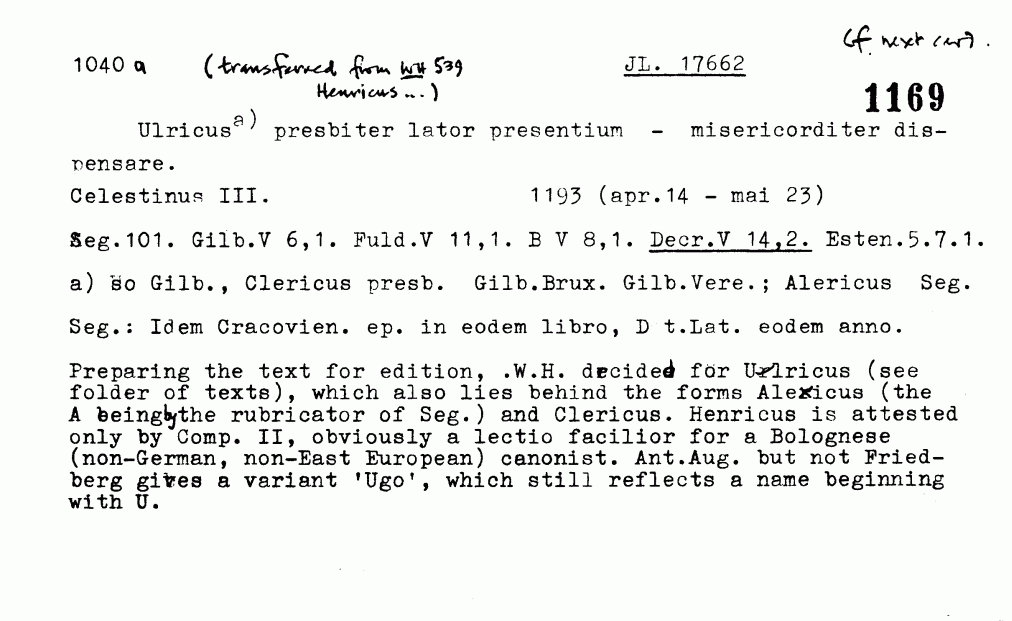 Cf. next card.
1040 a (transferred from WH 539 JL. 17662
Henricus ...)
1169
Ulricus a) presbiter lator presentium - misericorditer dis-
pensare.
Celestinus III. 1193 (apr.14 - mai 23)
Seg.101. Gilb.V 6,1. Fuld.V 11,1. B V 8,1. Decr.V 14,2. Esten.5.7.1.
a) So Gilb., Clericus presb. Gilb.Brux. Gilb.Vere.; Alericus Seg.
Seg.: Idem Cracovien. ep. in eodem libro, D t.Lat. eodem anno.
Preparing the text for edition, .W.H. decided for Ulricus (see
folder of texts), which also lies behind the forms Alexicus (the
A being by the rubricator of Seg.) and Clericus. Henricus is attested
only by Comp. II, obviously a lectio facilior for a Bolognese
(non-German, non-East European) canonist. Ant.Aug. but not Fried-
berg gives a variant 'Ugo', which still reflects a name beginning
with U.